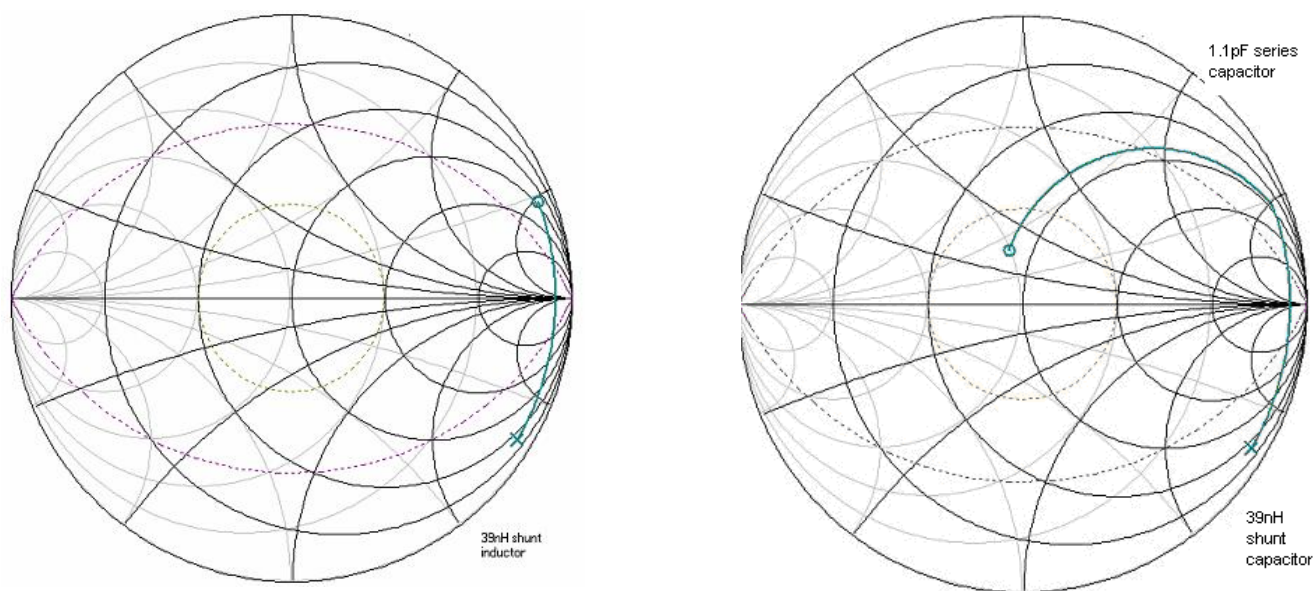 39nH shunt
inductor
1.1pF series
capacitor
39nH
shunt
capacitor